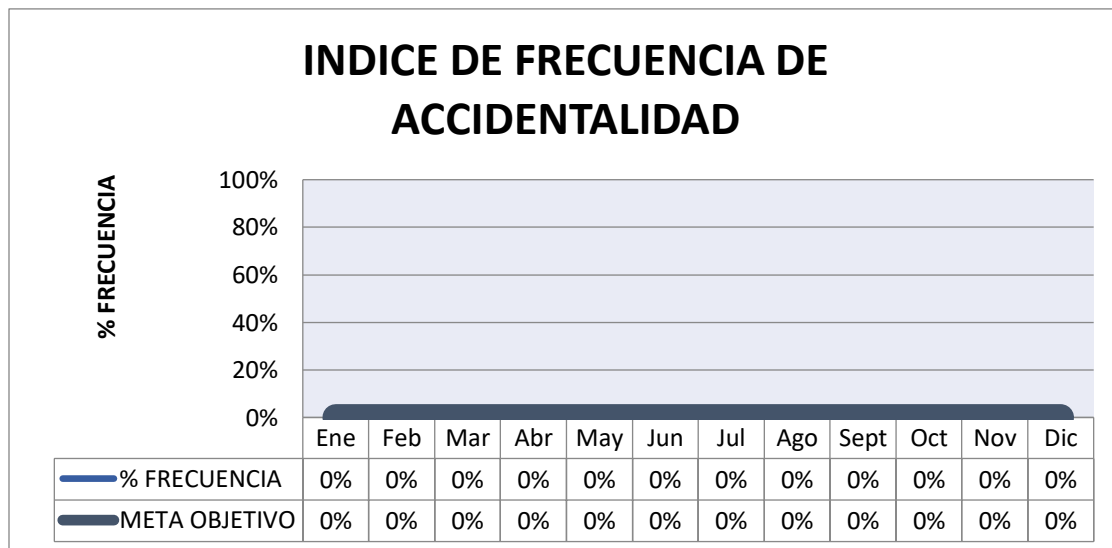 INDICE DE FRECUENCIA DE
ACCIDENTALIDAD
% FRECUENCIA
100%
80%
60%
40%
20%
0%
Ene Feb Mar Abr May Jun Jul Ago Sept Oct Nov Dic
% FRECUENCIA 0% 0% 0% 0% 0% 0% 0% 0% 0% 0% 0% 0%
META OBJETIVO 0% 0% 0% 0% 0% 0% 0% 0% 0% 0% 0% 0%